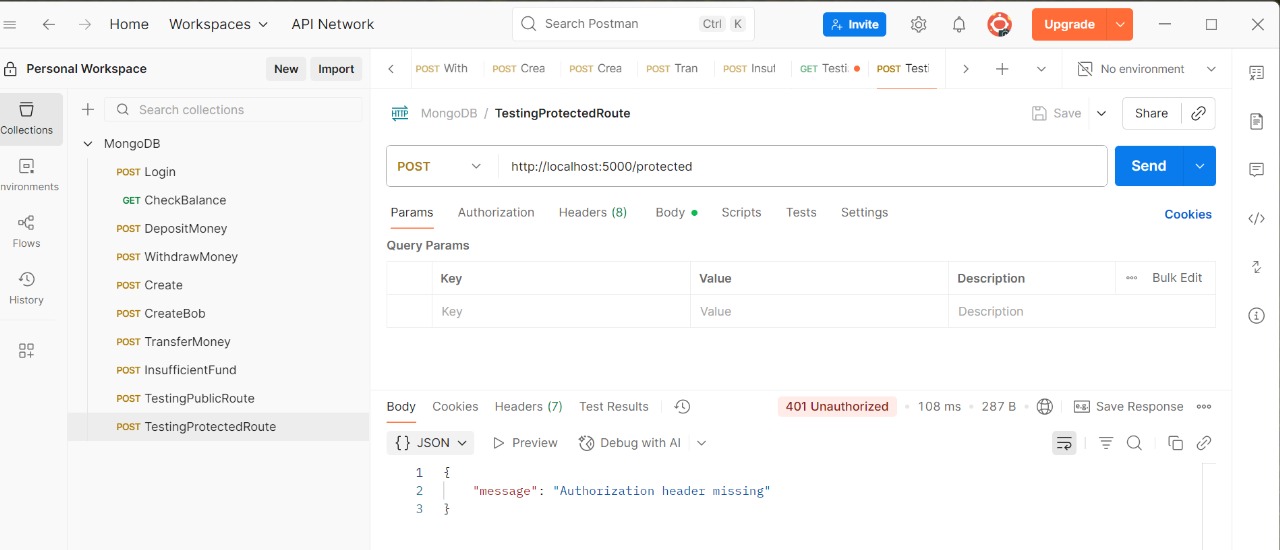 Home Workspaces API Network Search Postman Ctrl K Invite Upgrade
Personal Workspace New Import POST With POST Crea POST Crea POST Tran POST Insuf GET Testi POST Testi No environment
Collections
Search collections
MongoDB / TestingProtectedRoute Save Share
MongoDB
POST Login
GET CheckBalance
POST DepositMoney
POST WithdrawMoney
POST Create
POST CreateBob
POST TransferMoney
POST InsufficientFund
POST TestingPublicRoute
POST TestingProtectedRoute
nvironments
Flows
History
POST http://localhost:5000/protected Send
Params Authorization Headers (8) Body Scripts Tests Settings Cookies
Query Params
Key Value Description Bulk Edit
Key Value Description
Body Cookies Headers (7) Test Results 401 Unauthorized 108 ms 287 B e.g. Save Response
{} JSON Preview Debug with AI
1 {
2 "message": "Authorization header missing"
3 }